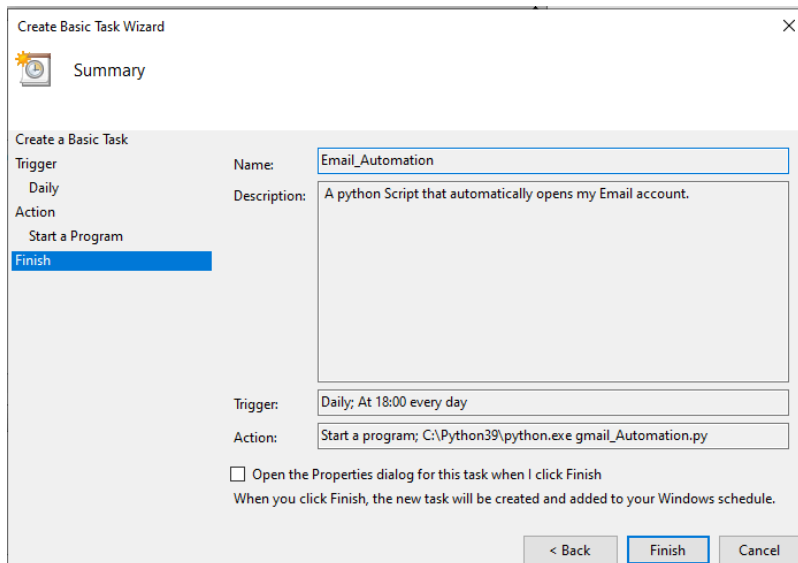 Create Basic Task Wizard
Summary
Create a Basic Task
Trigger
Daily
Action
Start a Program
Finish
Name:
Email_Automation
Description:
A python Script that automatically opens my Email account.
Trigger:
Daily; At 18:00 every day
Action:
Start a program; C:\Python39\python.exe gmail_Automation.py
Open the Properties dialog for this task when I click Finish
When you click Finish, the new task will be created and added to your Windows schedule.
< Back
Finish
Cancel